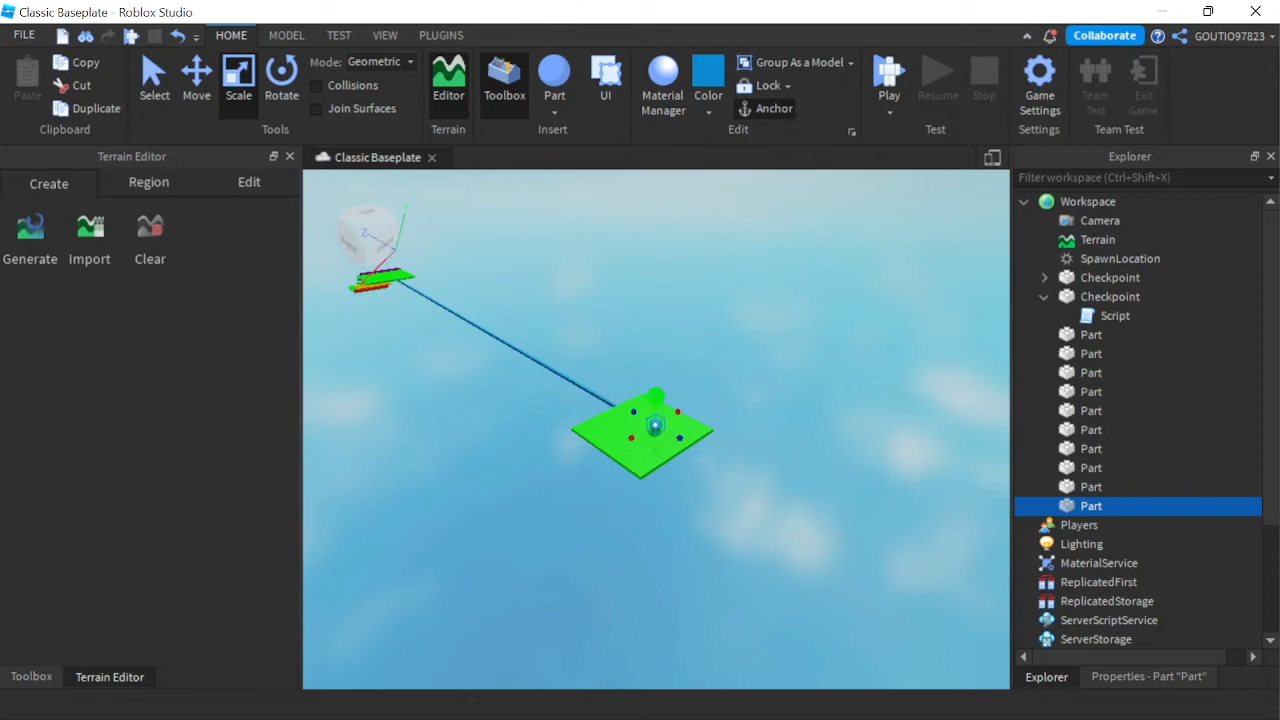 Classic Baseplate - Roblox Studio
FILE HOME MODEL TEST VIEW PLUGINS Collaborate GOUTIO97823
Paste Copy Cut Duplicate Clipboard
Select Move Scale Rotate Mode: Geometric Collisions Join Surfaces Tools
Editor Terrain
Toolbox Part UI Insert
Material Manager Color Group As a Model Lock Anchor Edit
Play Resume Stop Test
Game Settings Settings
Team Test Exit Game Team Test
Terrain Editor
Create Region Edit
Generate Import Clear
Classic Baseplate
Z
Explorer
Filter workspace (Ctrl+Shift+X)
Workspace
Camera
Terrain
SpawnLocation
Checkpoint
Checkpoint
Script
Part
Part
Part
Part
Part
Part
Part
Part
Part
Part
Players
Lighting
MaterialService
ReplicatedFirst
ReplicatedStorage
ServerScriptService
ServerStorage
Toolbox Terrain Editor
Explorer Properties - Part "Part"